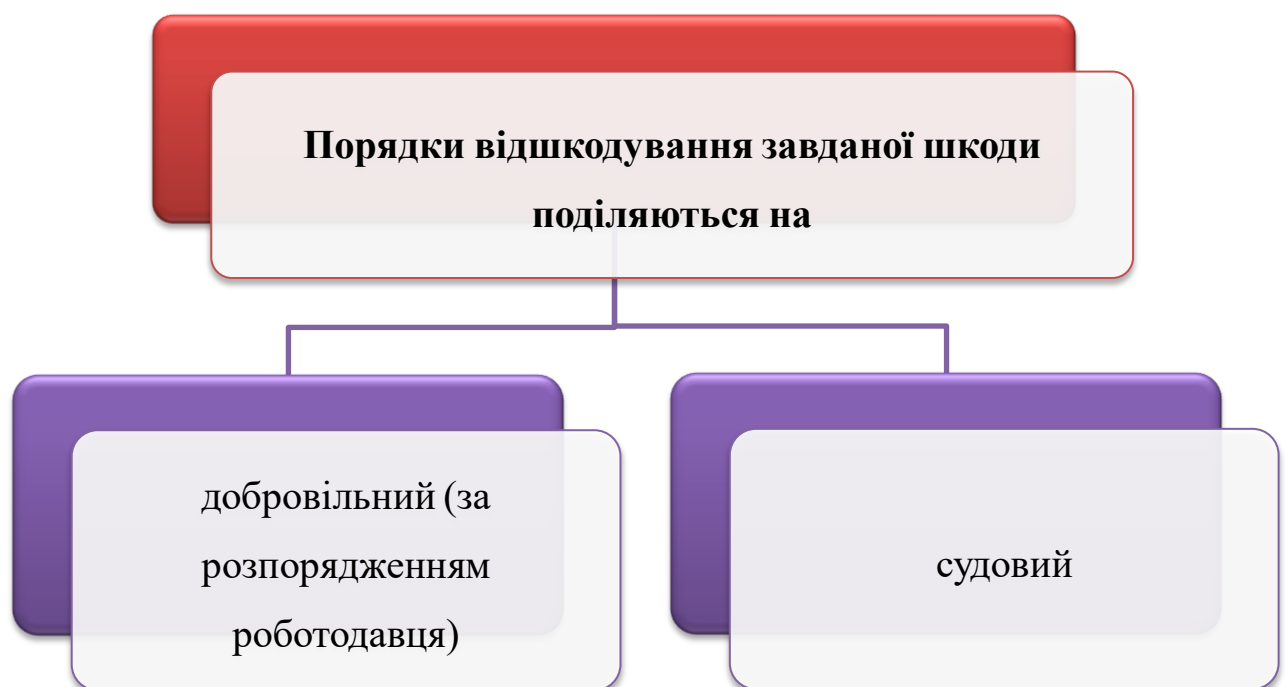 Порядки відшкодування завданої шкоди
поділяються на
добровільний (за
розпорядженням
роботодавця)
судовий